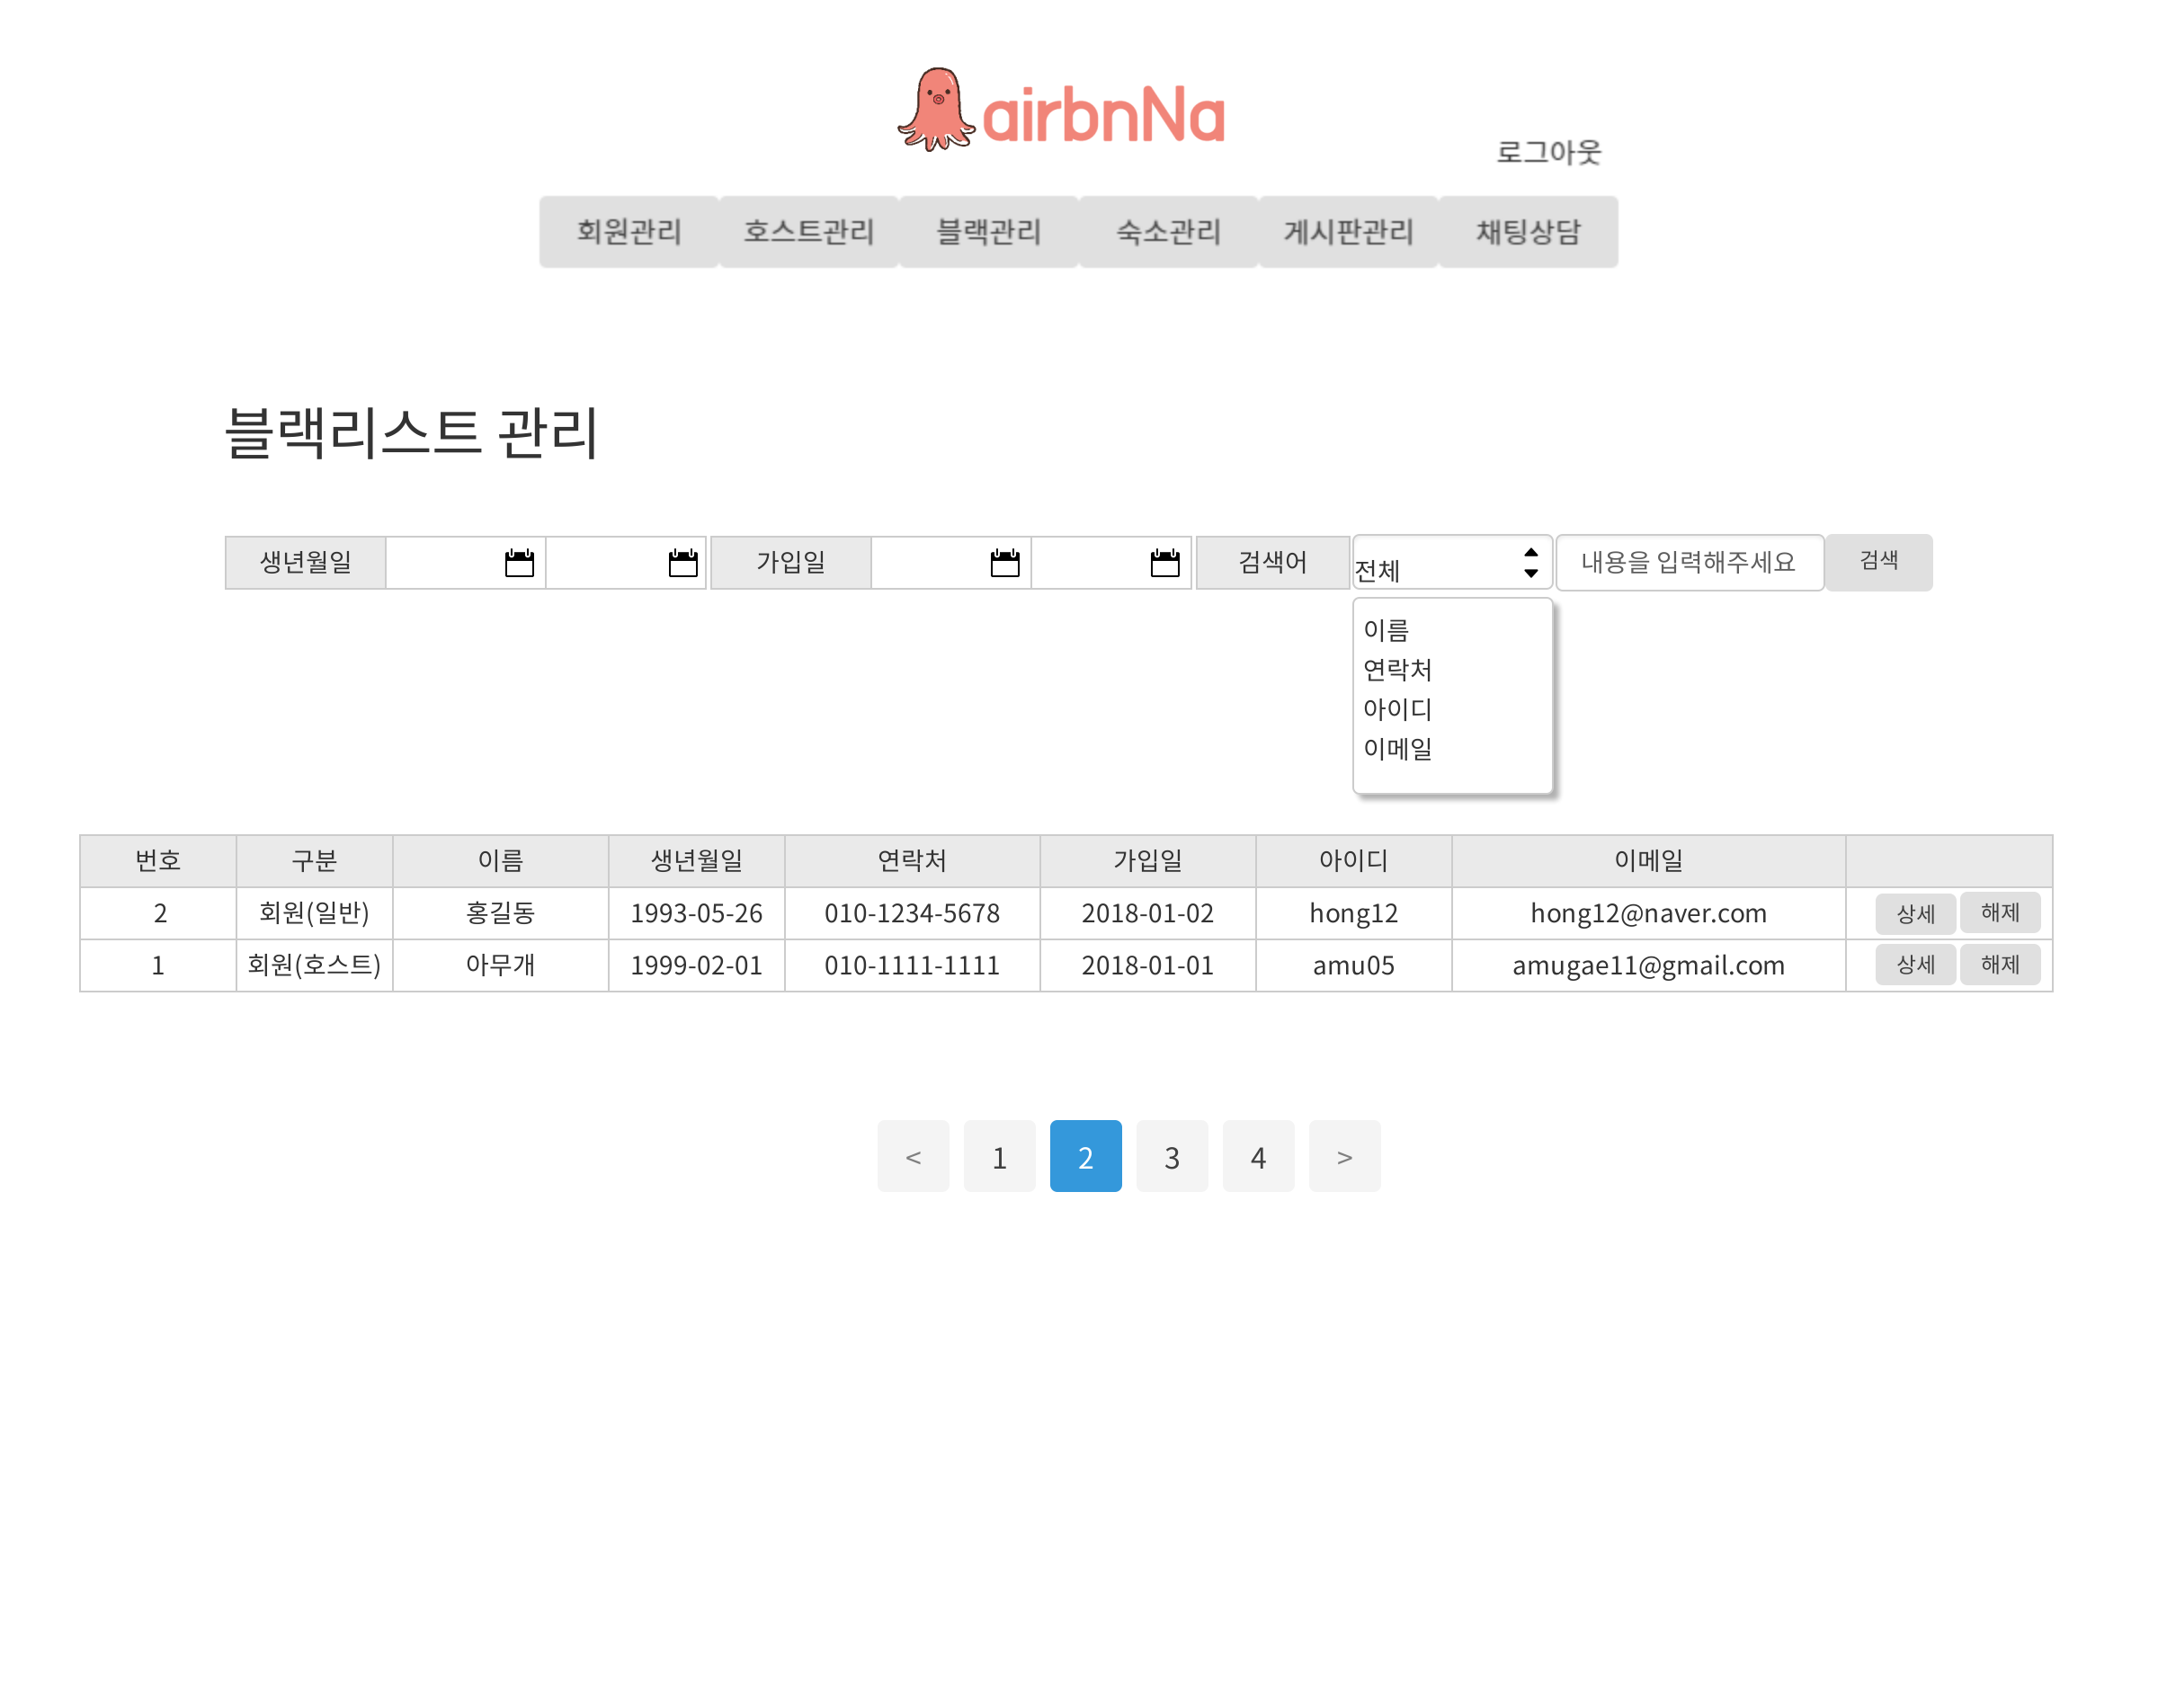 airbnNa
로그아웃
회원관리 호스트관리 블랙관리 숙소관리 게시판관리 채팅상담
블랙리스트 관리
생년월일 가입일 검색어 전체 내용을 입력해주세요 검색
이름
연락처
아이디
이메일
번호 구분 이름 생년월일 연락처 가입일 아이디 이메일
2 회원(일반) 홍길동 1993-05-26 010-1234-5678 2018-01-02 hong12 hong12@naver.com 상세 해제
1 회원(호스트) 아무개 1999-02-01 010-1111-1111 2018-01-01 amu05 amugae11@gmail.com 상세 해제
< 1 2 3 4 >